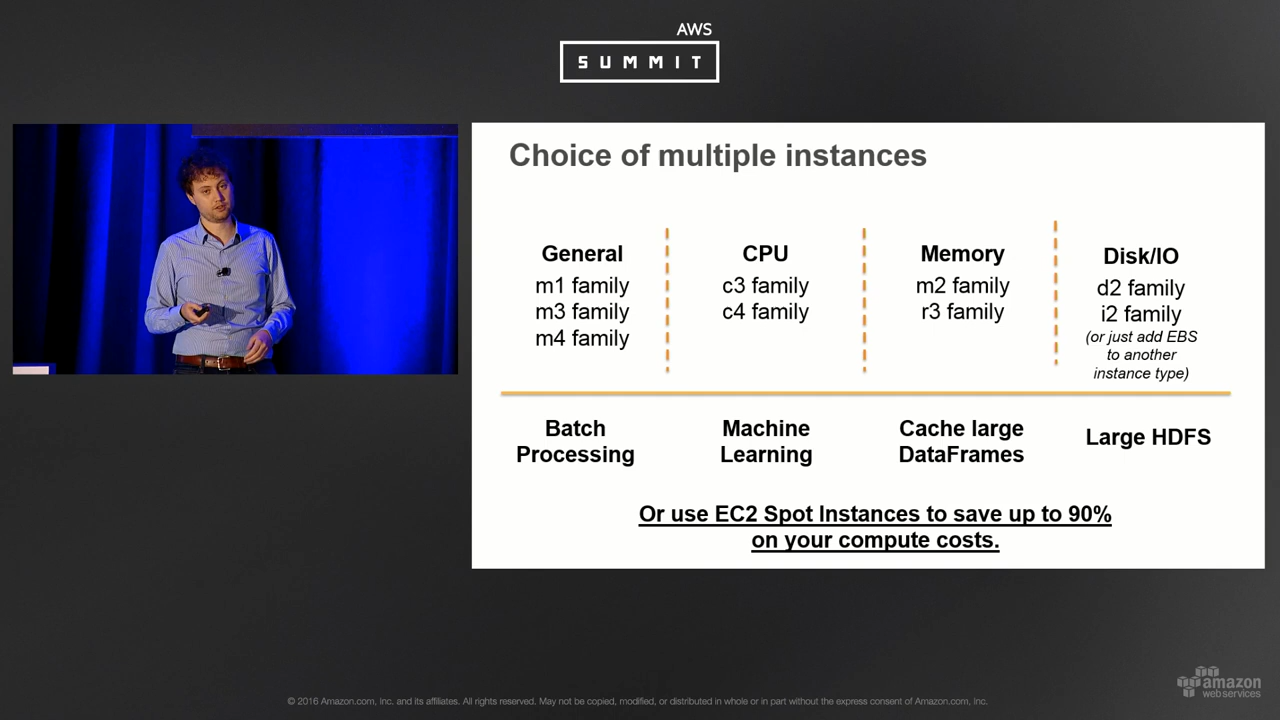 AWS
SUMMIT
Choice of multiple instances
General
m1 family
m3 family
m4 family
CPU
c3 family
c4 family
Memory
m2 family
r3 family
Disk/IO
d2 family
i2 family
(or just add EBS
to another
instance type)
Batch
Processing
Machine
Learning
Cache large
DataFrames
Large HDFS
Or use EC2 Spot Instances to save up to 90%
on your compute costs.
amazon
web services
© 2016 Amazon.com, Inc. and its affiliates. All rights reserved. May not be copied, modified, or distributed in whole or in part without the express consent of Amazon.com, Inc.